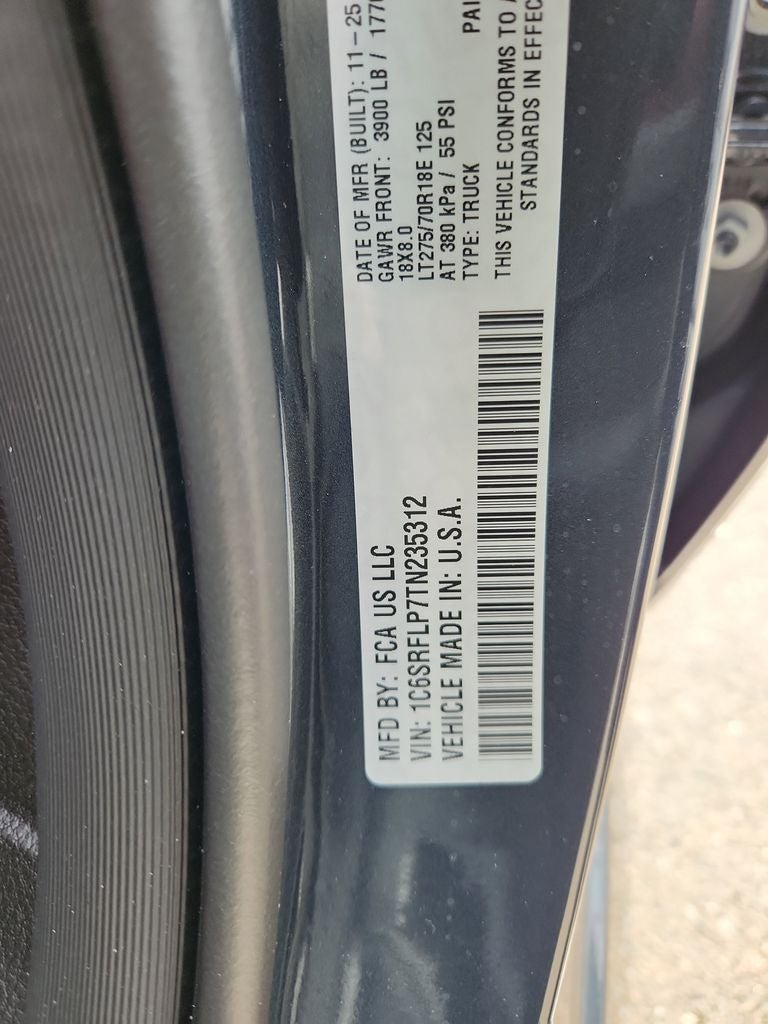 MFD BY: FCA US LLC
VIN: 1C6SRFLP7TN235312
VEHICLE MADE IN: U.S.A.
DATE OF MFR (BUILT): 11-25
GAWR FRONT: 3900 LB /
18X8.0
LT275/70R18E 125
AT 380 kPa / 55 PSI
TYPE: TRUCK
THIS VEHICLE CONFORMS TO
STANDARDS IN